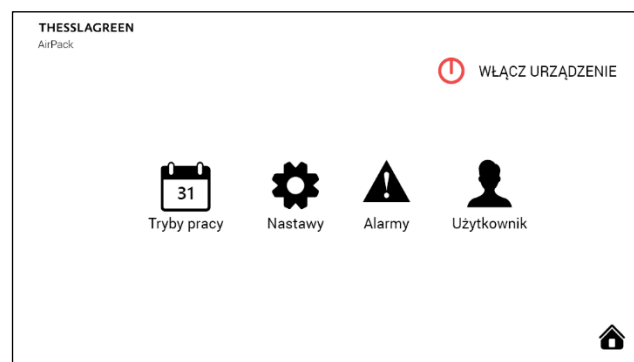 THESSLAGREEN
AirPack
WŁĄCZ URZĄDZENIE
31
Tryby pracy
Nastawy
Alarmy
Użytkownik